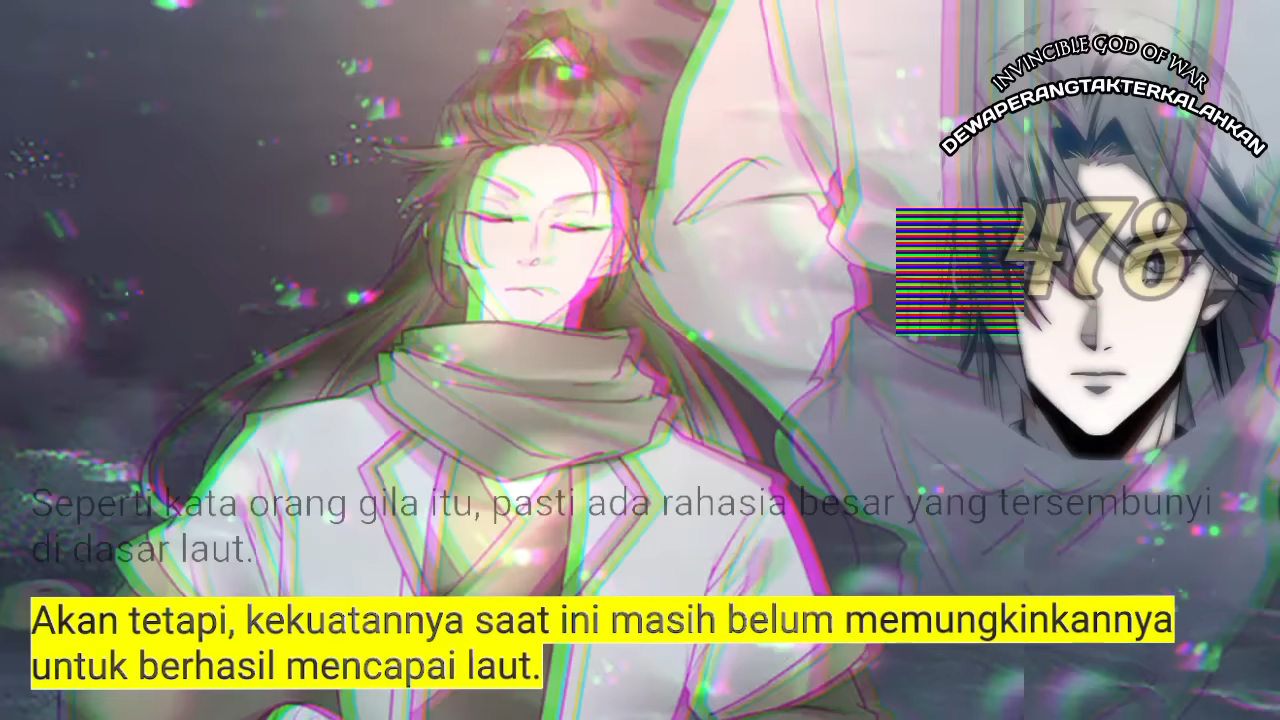 INVINCIBLE GOD OF WAR
DEWAPERANGTAKTERKALAHKAN
478
Seperti kata orang gila itu, pasti ada rahasia besar yang tersembunyi
di dasar laut.
Akan tetapi, kekuatannya saat ini masih belum memungkinkannya
untuk berhasil mencapai laut.